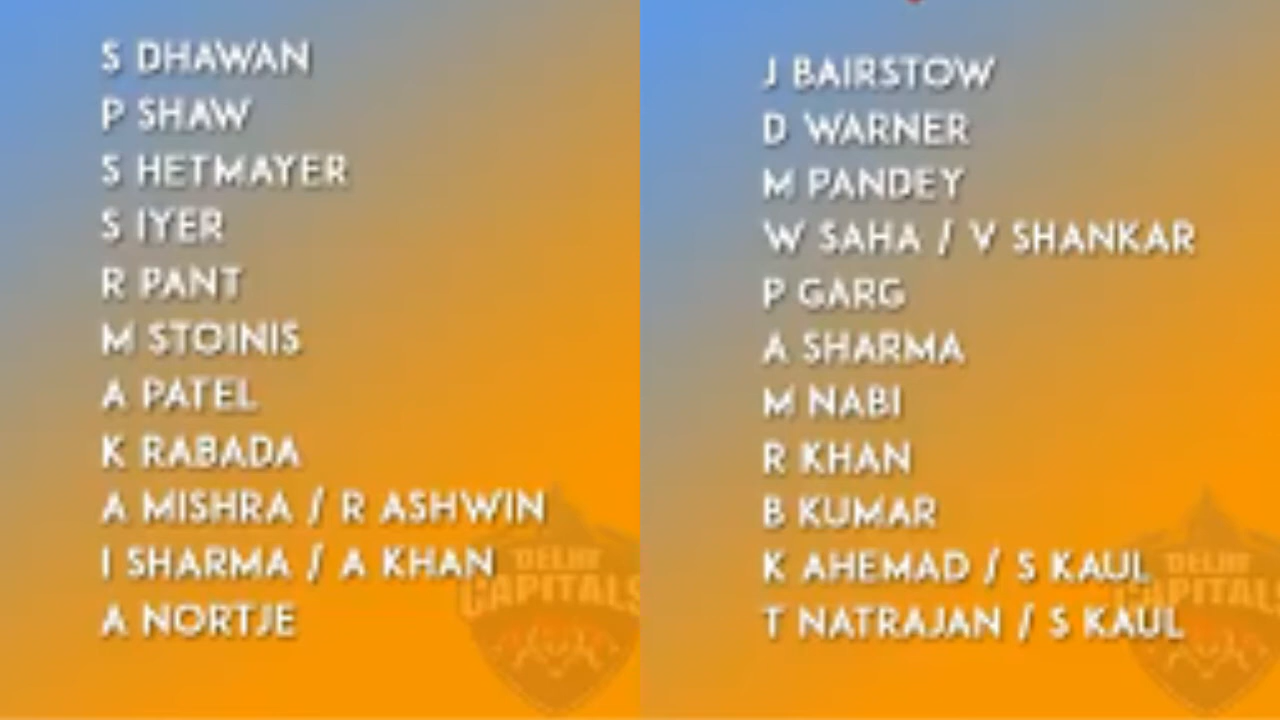 S DHAWAN
P SHAW
S HETMAYER
S IYER
R PANT
M STOINIS
A PATEL
K RABADA
A MISHRA / R ASHWIN
I SHARMA / A KHAN
A NORTJE
DELHI
CAPITALS
J BAIRSTOW
D WARNER
M PANDEY
W SAHA / V SHANKAR
P GARG
A SHARMA
M NABI
R KHAN
B KUMAR
K AHEMAD / S KAUL
T NATRAJAN / S KAUL
DELHI
CAPITALS